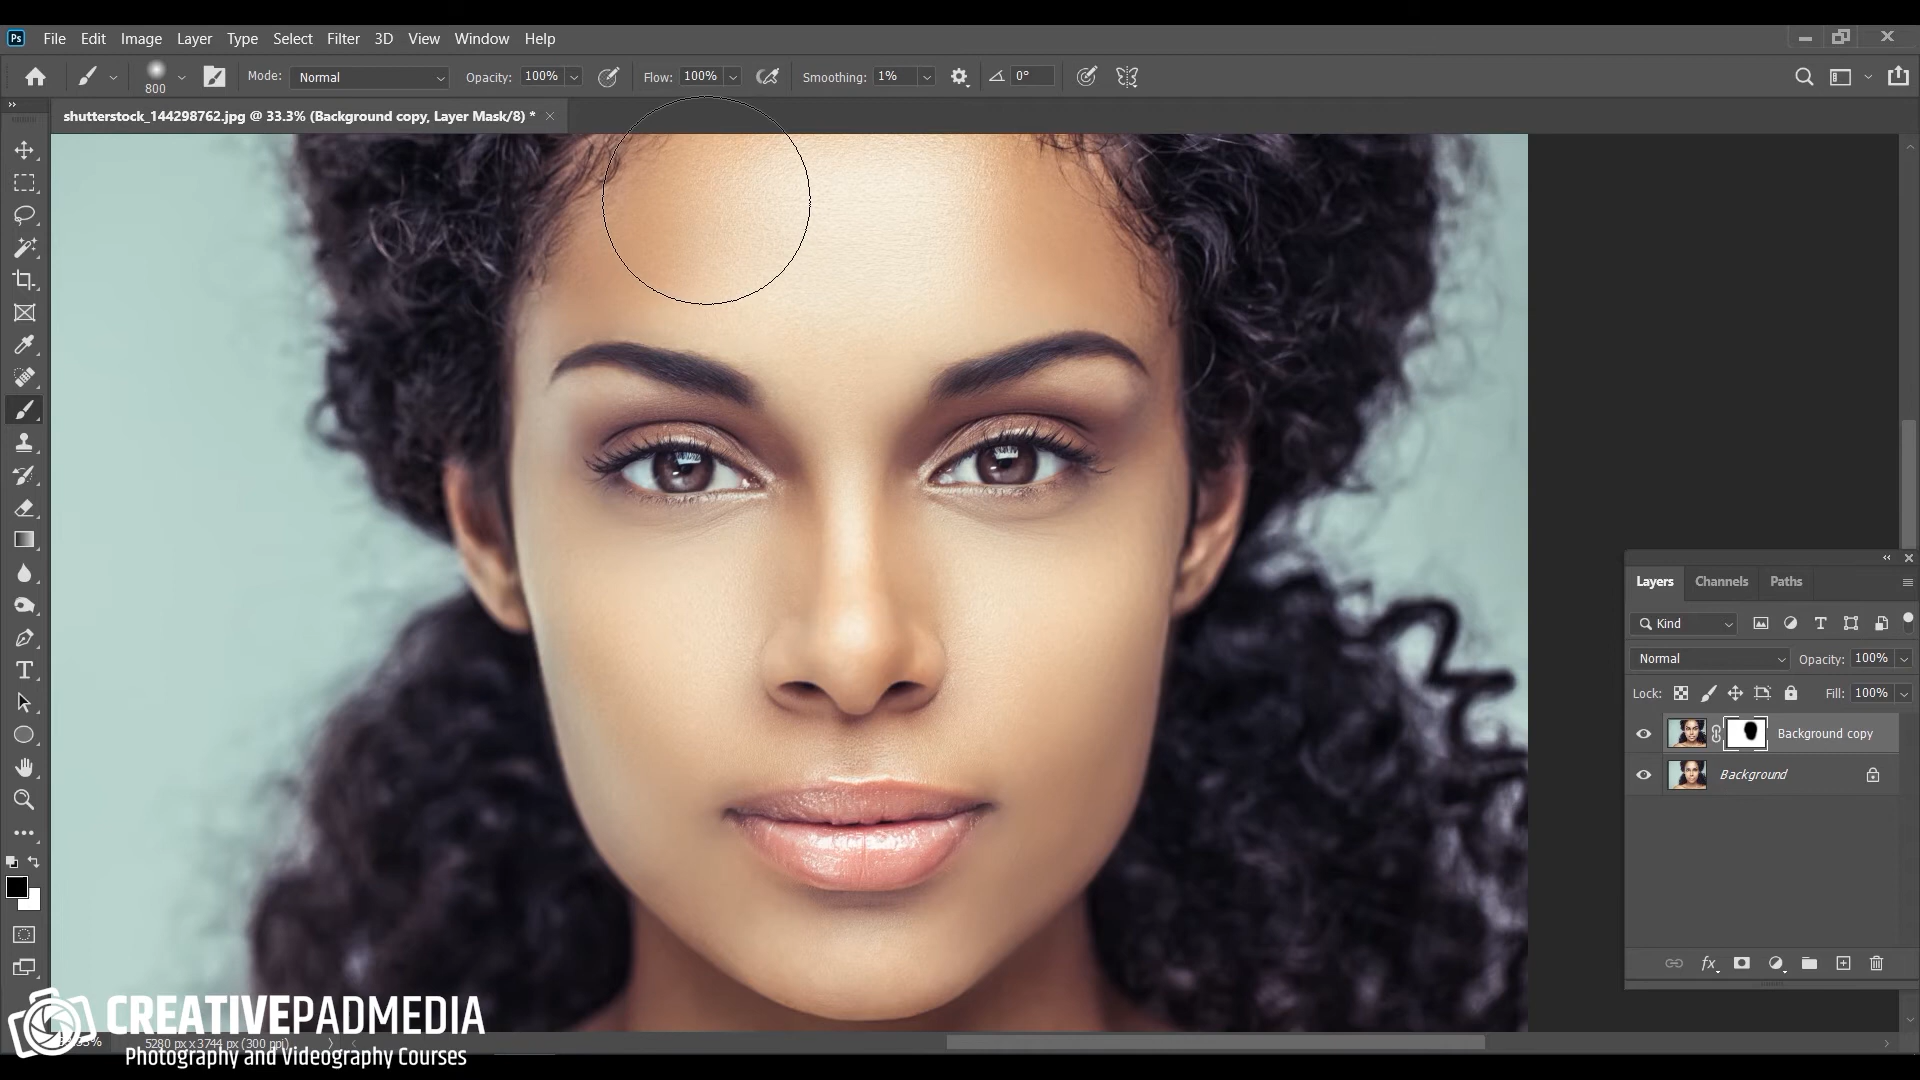 Ps File Edit Image Layer Type Select Filter 3D View Window Help
800 Mode: Normal Opacity: 100% Flow: 100% Smoothing: 1% 0°
shutterstock_144298762.jpg @ 33.3% (Background copy, Layer Mask/8) *
Layers Channels Paths
Kind
Normal Opacity: 100%
Lock: Fill: 100%
Background copy
Background
fx
CREATIVEPADMEDIA
5280 px x 3744 px (300 ppi)
Photography and Videography Courses